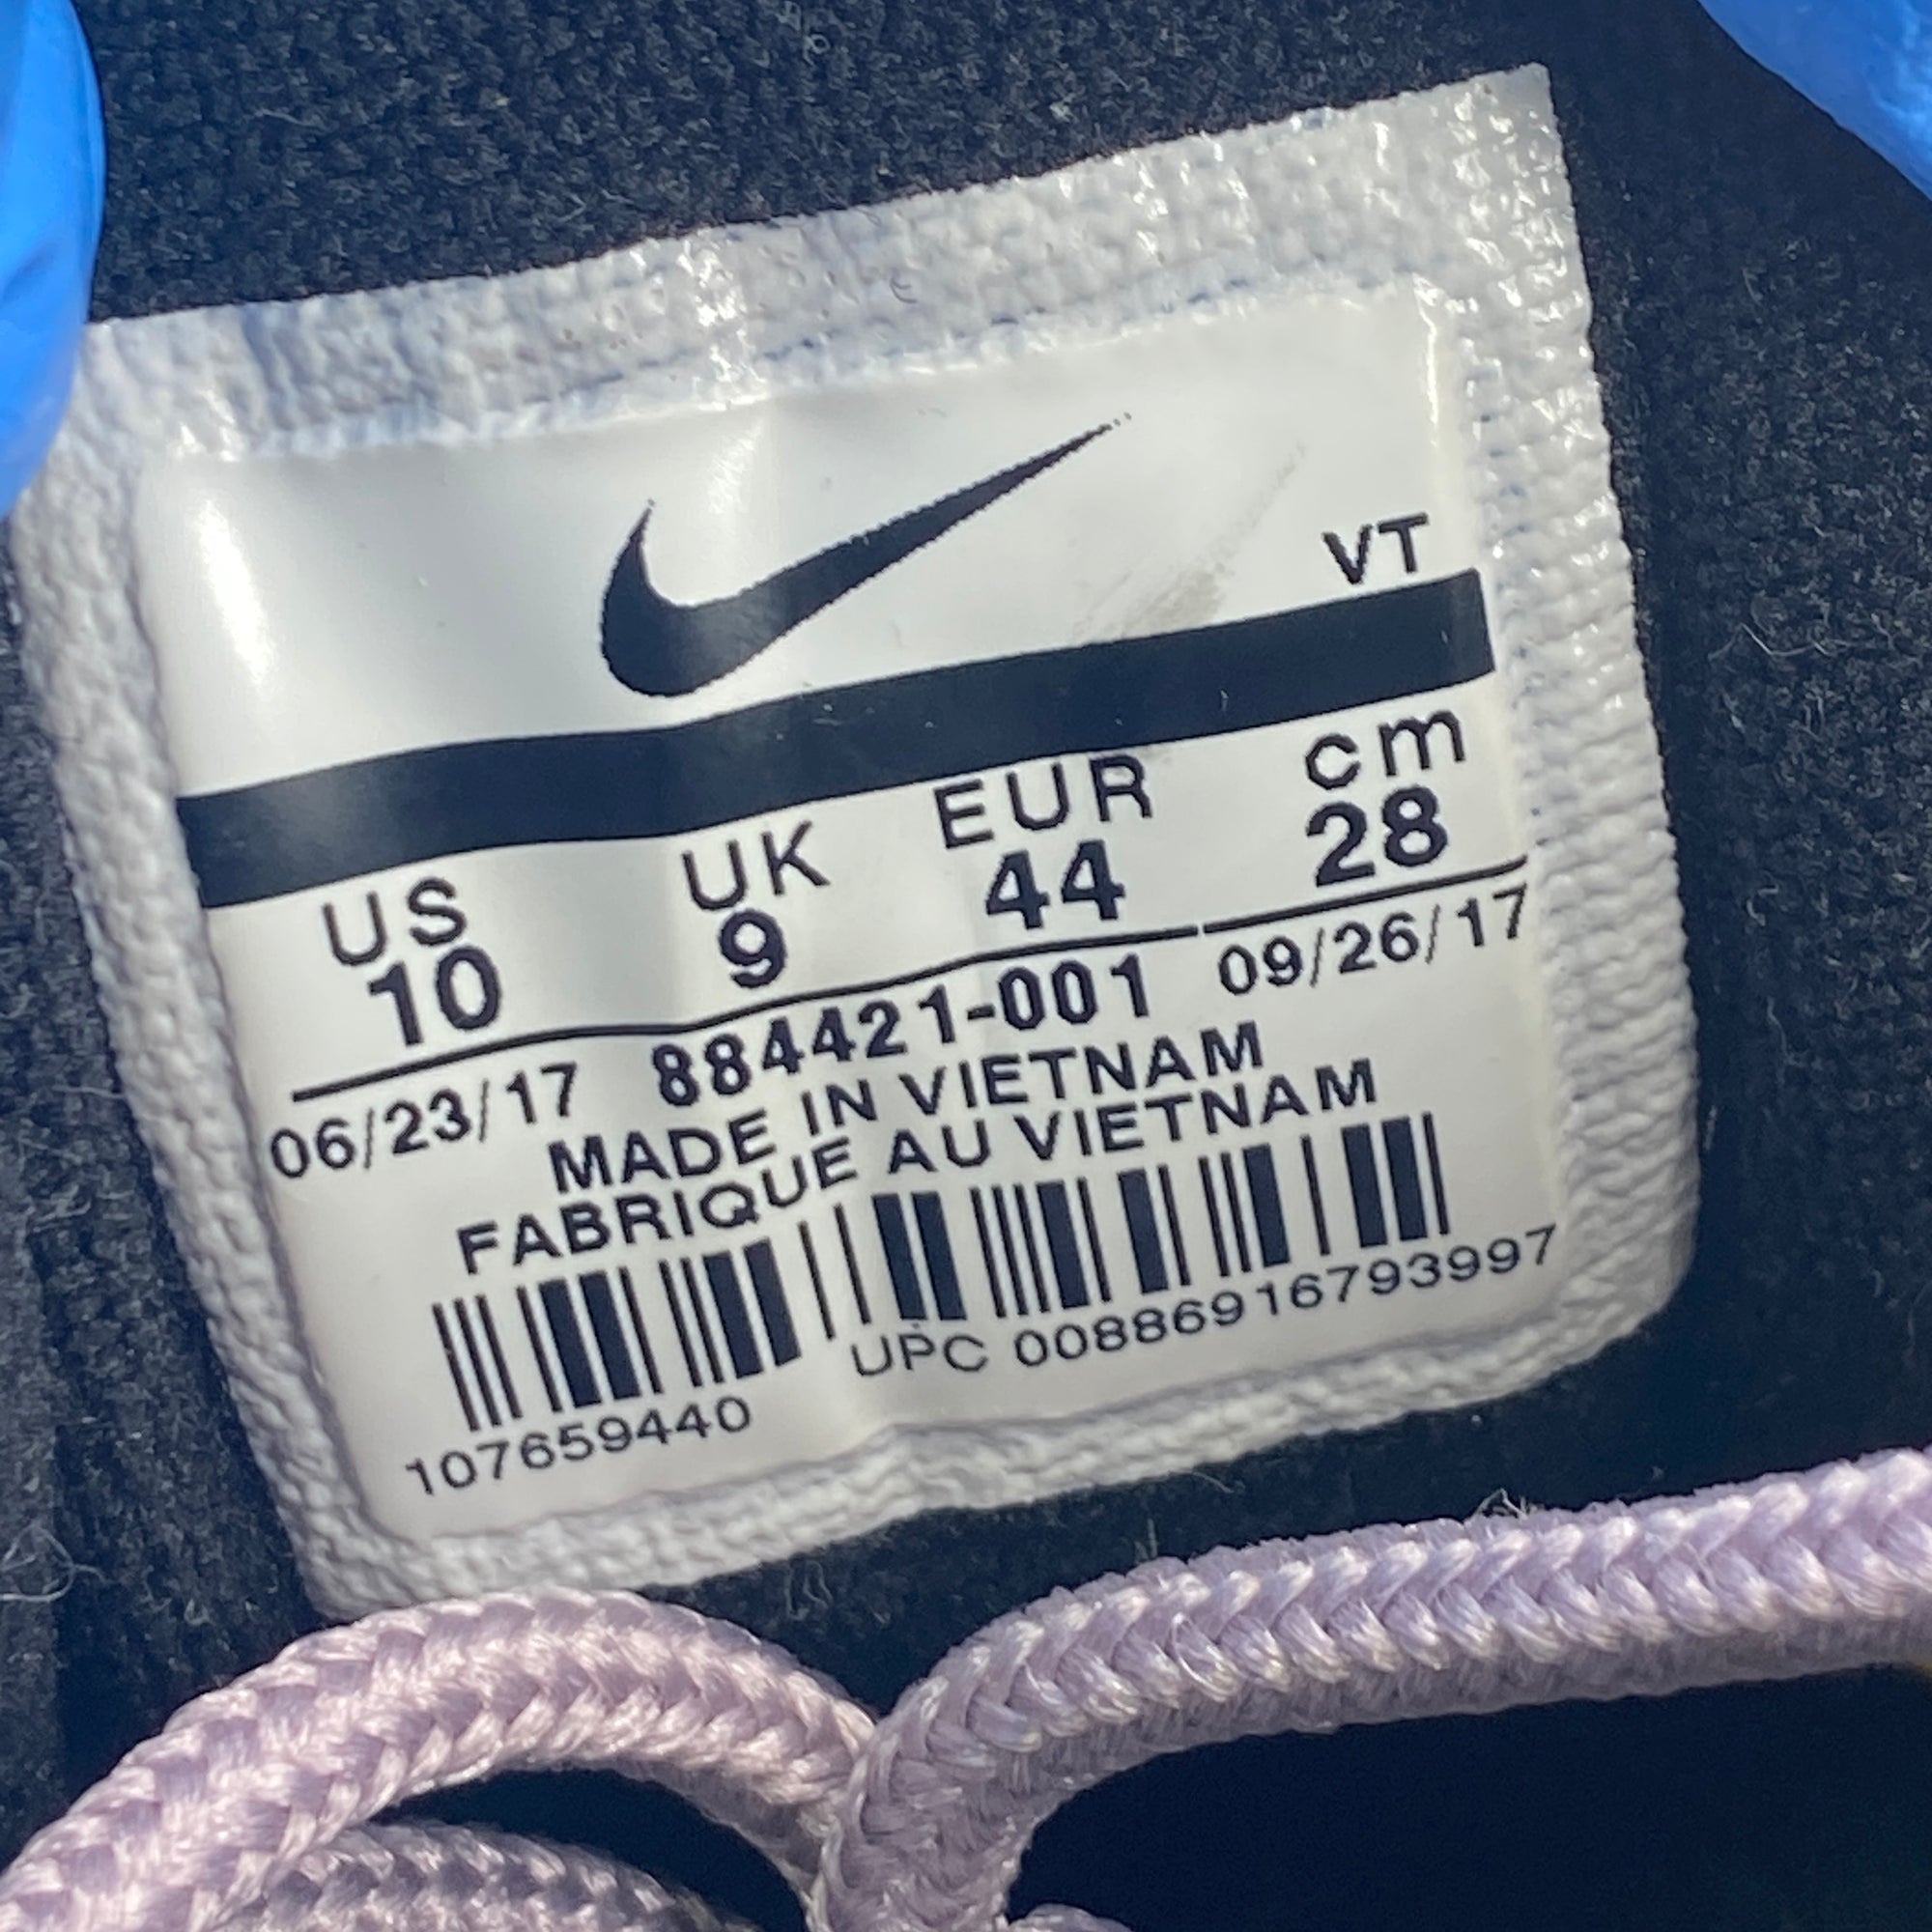 VT
US UK EUR cm
10 9 44 28
06/23/17 884421-001 09/26/17
MADE IN VIETNAM
FABRIQUE AU VIETNAM
UPC 00886916793997
107659440